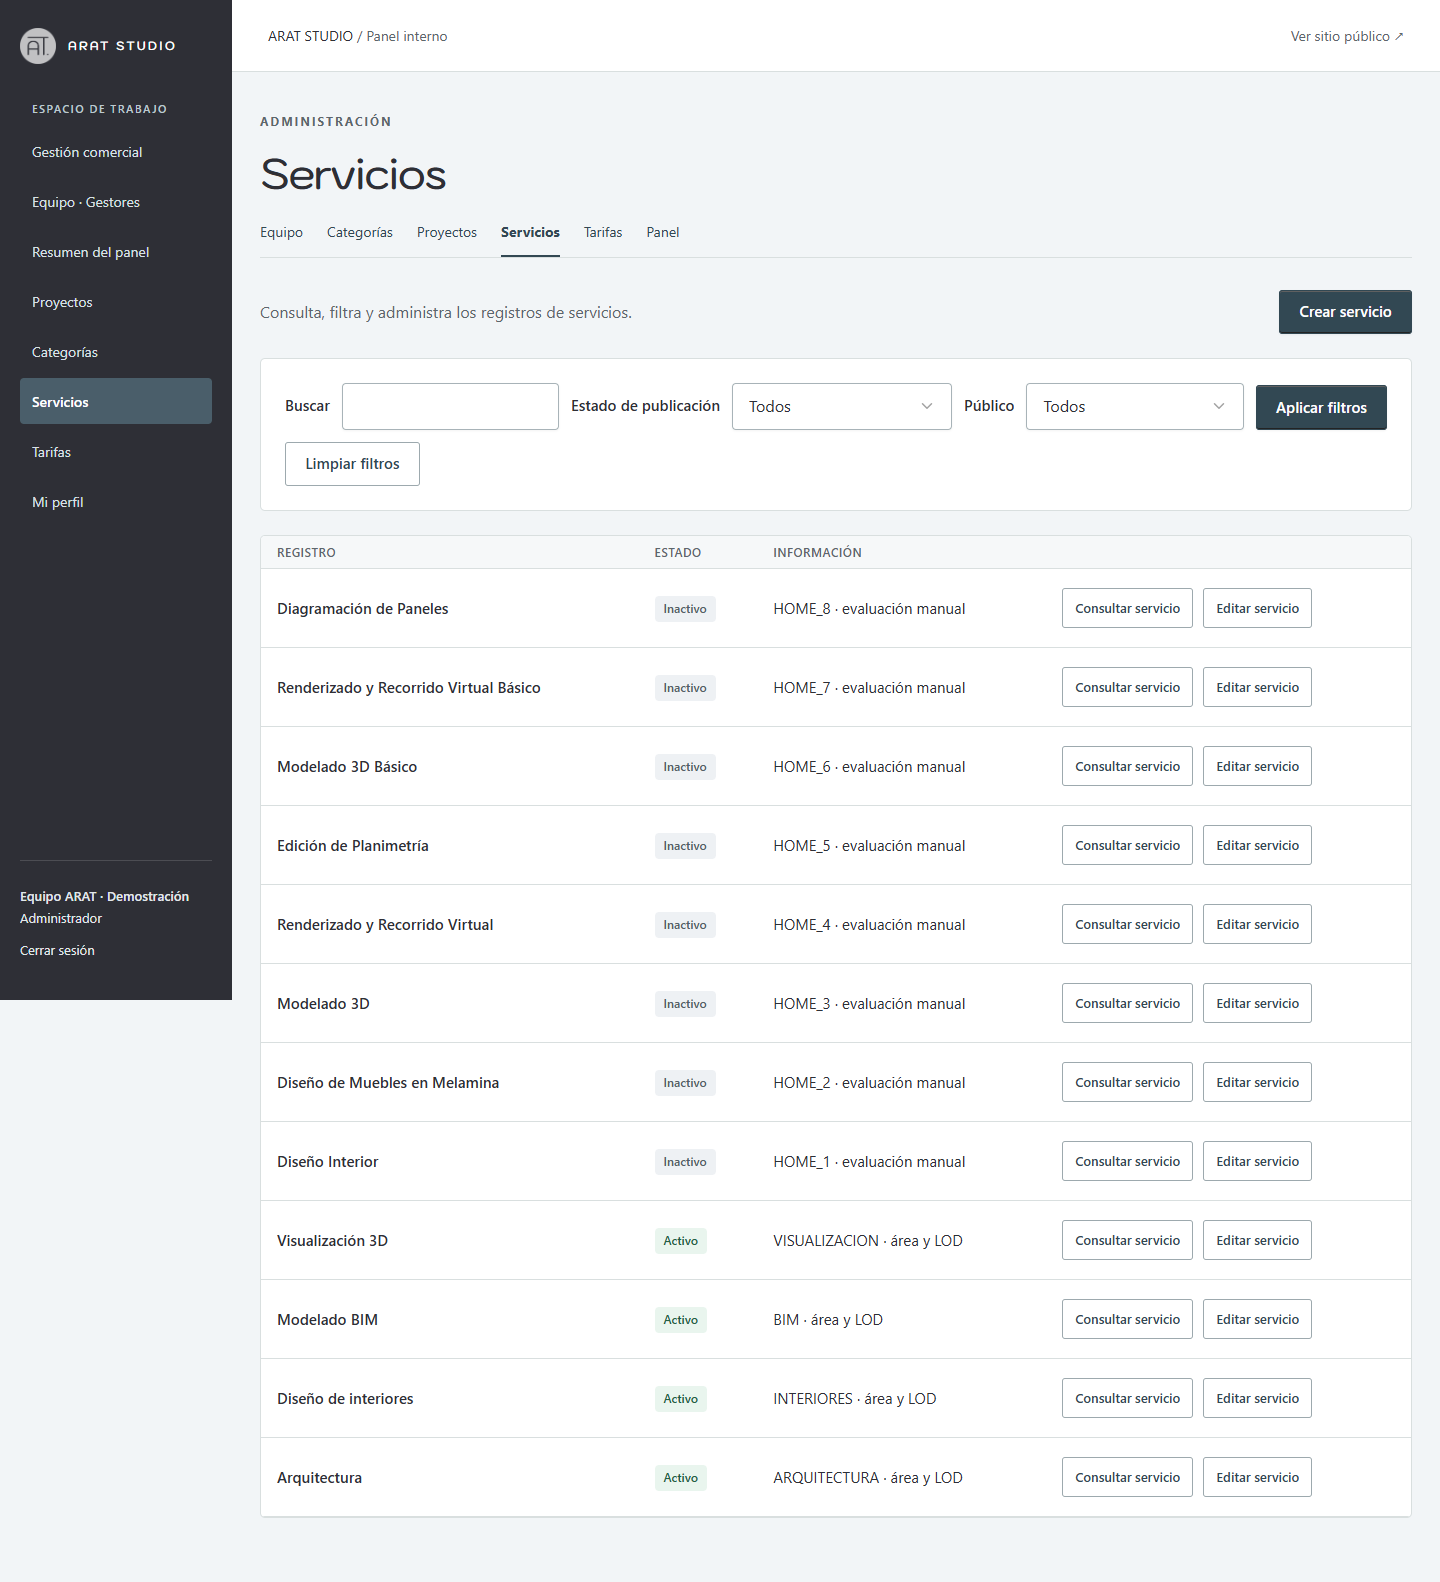 AT.
ARAT STUDIO
ESPACIO DE TRABAJO
Gestión comercial
Equipo · Gestores
Resumen del panel
Proyectos
Categorías
Servicios
Tarifas
Mi perfil
Equipo ARAT · Demostración
Administrador
Cerrar sesión
ARAT STUDIO / Panel interno
Ver sitio público ↗
ADMINISTRACIÓN
Servicios
Equipo Categorías Proyectos Servicios Tarifas Panel
Consulta, filtra y administra los registros de servicios.
Crear servicio
Buscar Estado de publicación Todos Público Todos Aplicar filtros
Limpiar filtros
REGISTRO ESTADO INFORMACIÓN
Diagramación de Paneles Inactivo HOME_8 · evaluación manual Consultar servicio Editar servicio
Renderizado y Recorrido Virtual Básico Inactivo HOME_7 · evaluación manual Consultar servicio Editar servicio
Modelado 3D Básico Inactivo HOME_6 · evaluación manual Consultar servicio Editar servicio
Edición de Planimetría Inactivo HOME_5 · evaluación manual Consultar servicio Editar servicio
Renderizado y Recorrido Virtual Inactivo HOME_4 · evaluación manual Consultar servicio Editar servicio
Modelado 3D Inactivo HOME_3 · evaluación manual Consultar servicio Editar servicio
Diseño de Muebles en Melamina Inactivo HOME_2 · evaluación manual Consultar servicio Editar servicio
Diseño Interior Inactivo HOME_1 · evaluación manual Consultar servicio Editar servicio
Visualización 3D Activo VISUALIZACION · área y LOD Consultar servicio Editar servicio
Modelado BIM Activo BIM · área y LOD Consultar servicio Editar servicio
Diseño de interiores Activo INTERIORES · área y LOD Consultar servicio Editar servicio
Arquitectura Activo ARQUITECTURA · área y LOD Consultar servicio Editar servicio